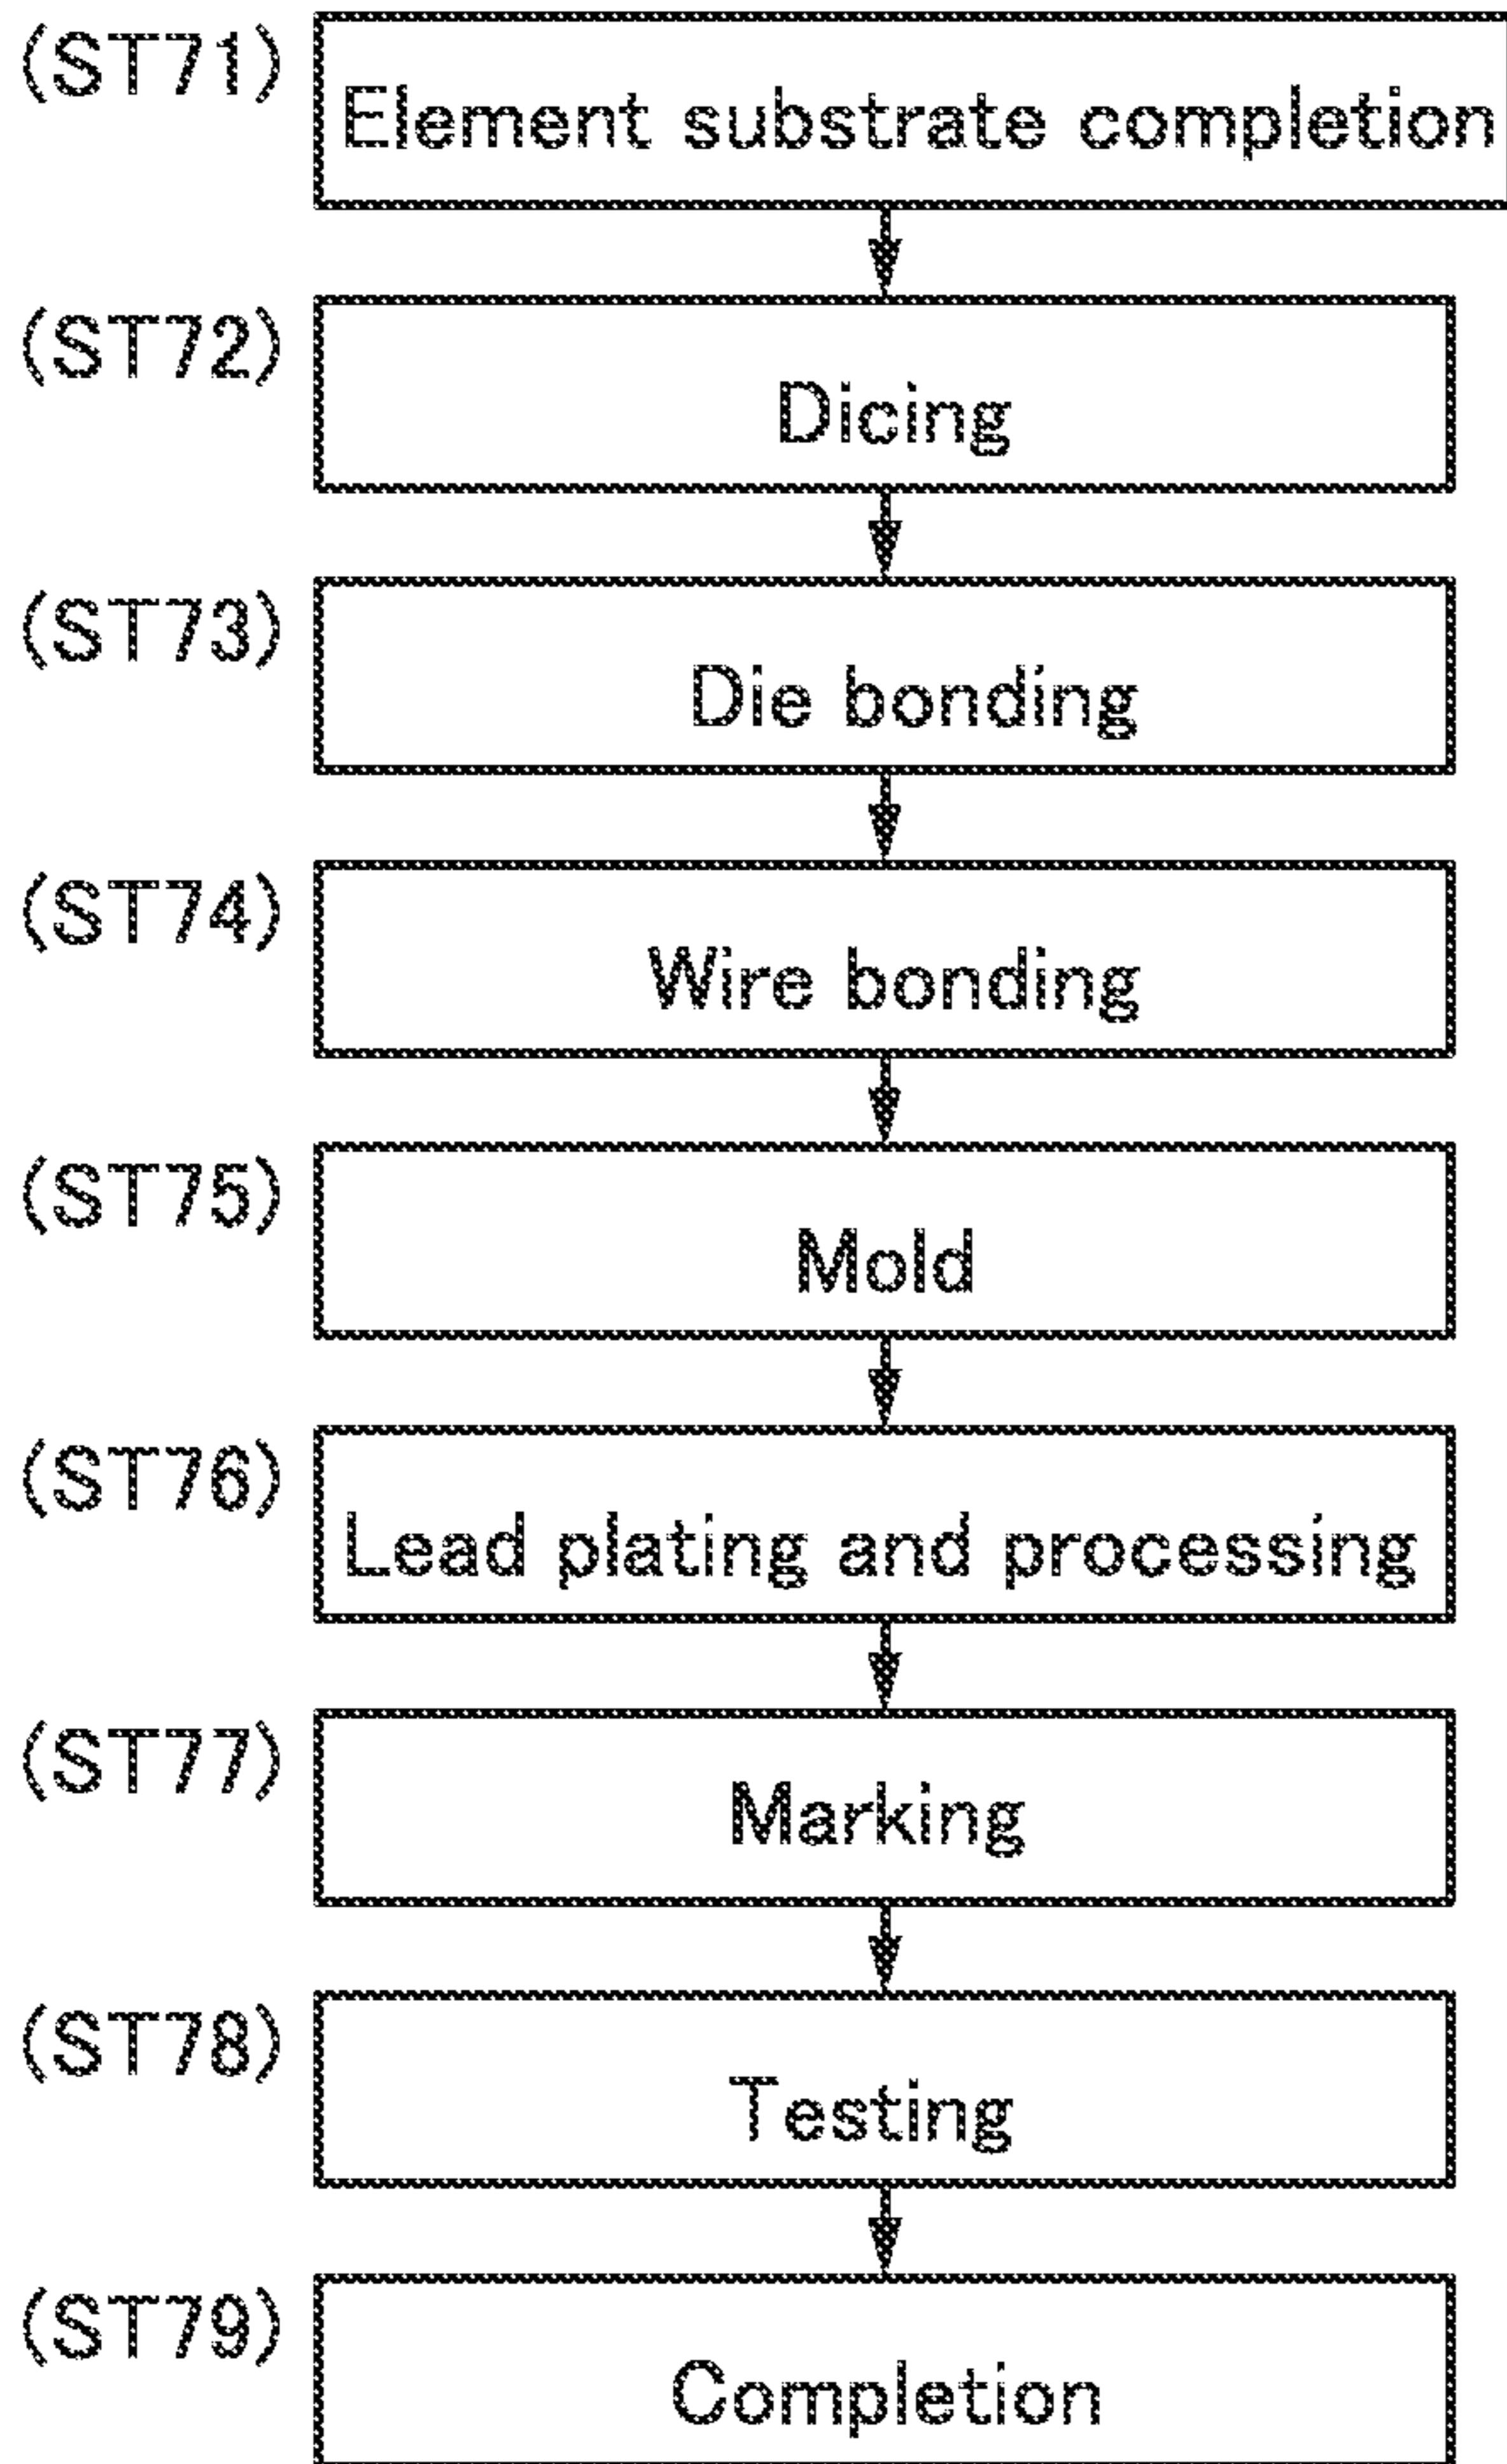 (ST71) Element substrate completion
(ST72) Dicing
(ST73) Die bonding
(ST74) Wire bonding
(ST75) Mold
(ST76) Lead plating and processing
(ST77) Marking
(ST78) Testing
(ST79) Completion